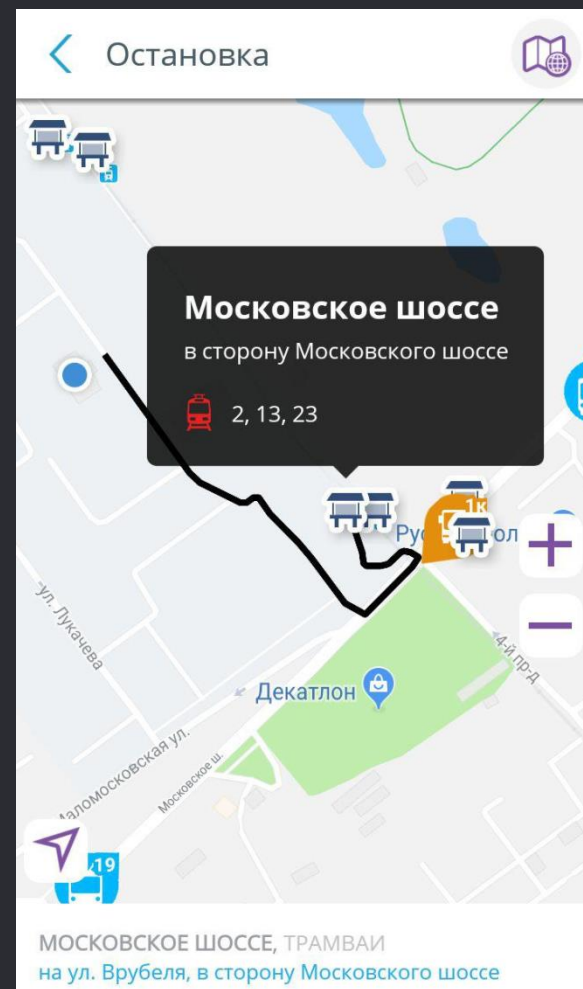 Остановка
Московское шоссе
в сторону Московского шоссе
2, 13, 23
1к
ул. Лукачева
4-й пр-д
Декатлон
Маломосковская ул.
Московское ш.
19
МОСКОВСКОЕ ШОССЕ, ТРАМВАИ
на ул. Врубеля, в сторону Московского шоссе